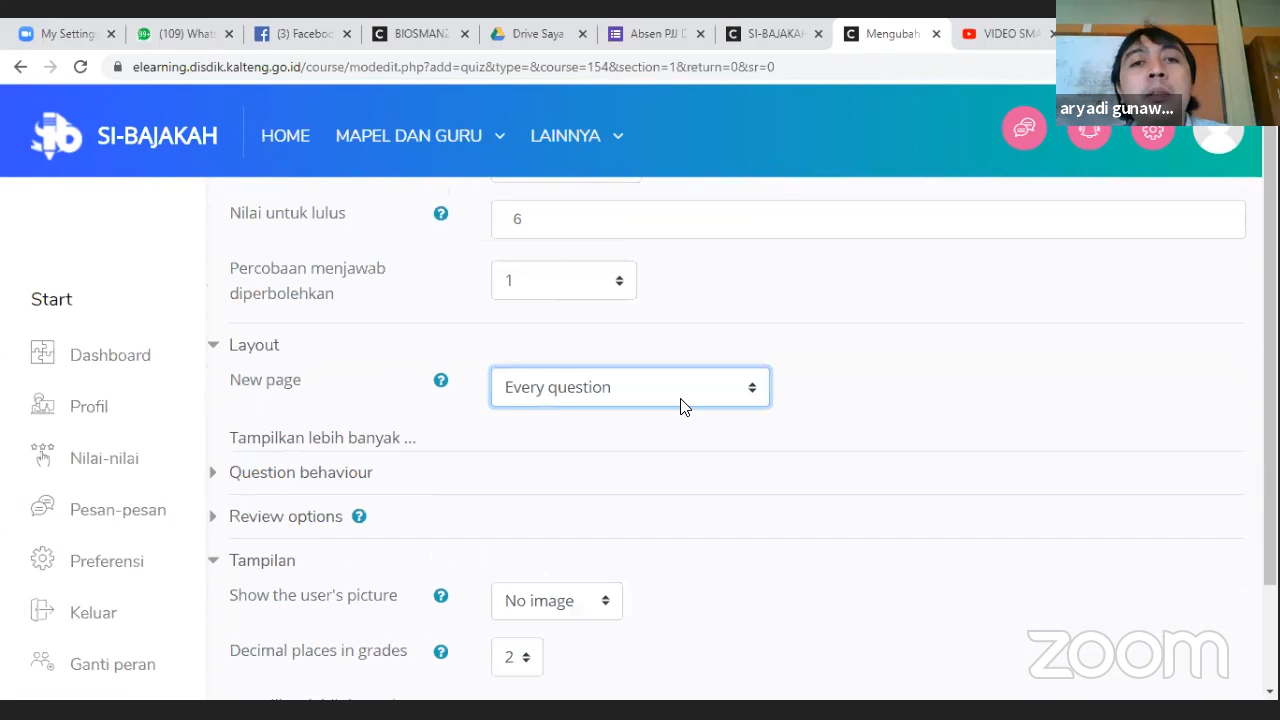 My Setting
(109) What
(3) Faceboo
BIOSMANZ
Drive Saya
Absen PJJ D
SI-BAJAKAH
Mengubah
VIDEO SMA
elearning.disdik.kalteng.go.id/course/modedit.php?add=quiz&type=&course=154&section=1&return=0&sr=0
aryadi gunaw...
SI-BAJAKAH
HOME
MAPEL DAN GURU
LAINNYA
Nilai untuk lulus
6
Percobaan menjawab
diperbolehkan
1
Start
Layout
Dashboard
New page
Every question
Profil
Tampilkan lebih banyak ...
Nilai-nilai
Question behaviour
Pesan-pesan
Review options
Preferensi
Tampilan
Keluar
Show the user's picture
No image
Ganti peran
Decimal places in grades
2
zoom